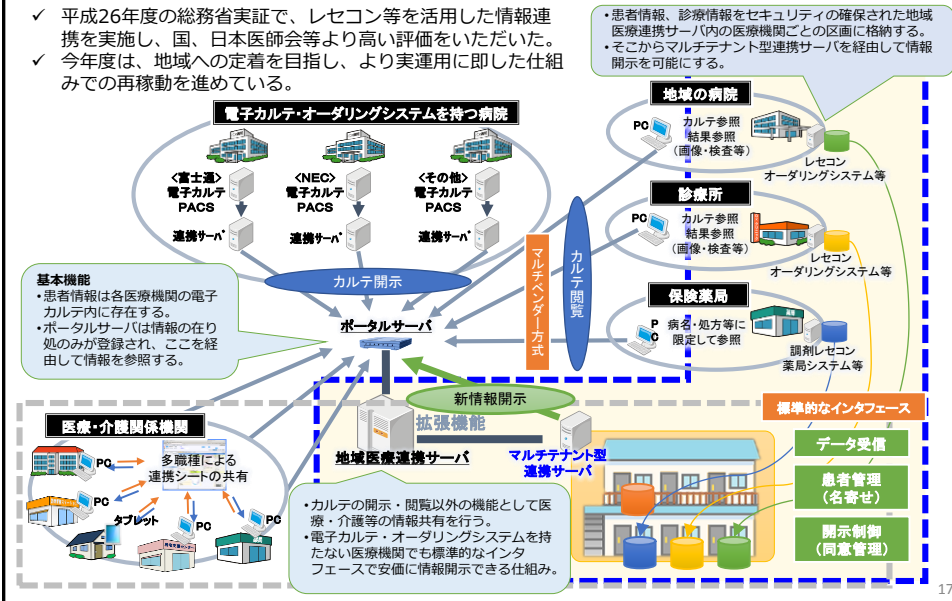 ✓ 平成26年度の総務省実証で、レセコン等を活用した情報連
携を実施し、国、日本医師会等より高い評価をいただいた。
✓ 今年度は、地域への定着を目指し、より実運用に即した仕組
みでの再稼動を進めている。
・患者情報、診療情報をセキュリティの確保された地域
医療連携サーバ内の医療機関ごとの区画に格納する。
・そこからマルチテナント型連携サーバを経由して情報
開示を可能にする。
電子カルテ・オーダリングシステムを持つ病院
<富士通>
電子カルテ
PACS
連携サーバ
<NEC>
電子カルテ
PACS
連携サーバ
<その他>
電子カルテ
PACS
連携サーバ
カルテ開示
地域の病院
PC
カルテ参照
結果参照
(画像・検査等)
レセコン
オーダリングシステム等
診療所
PC
カルテ参照
結果参照
(画像・検査等)
レセコン
オーダリングシステム等
保険薬局
PC
病名・処方等に
限定して参照
調剤レセコン
薬局システム等
マルチベンダー方式
カルテ閲覧
基本機能
・患者情報は各医療機関の電子
カルテ内に存在する。
・ポータルサーバは情報の在り
処のみが登録され、ここを経
由して情報を参照する。
ポータルサーバ
新情報開示
拡張機能
地域医療連携サーバ
マルチテナント型
連携サーバ
標準的なインタフェース
データ受信
患者管理
(名寄せ)
開示制御
(同意管理)
医療・介護関係機関
PC
多職種による
連携シートの共有
PC
PC
タブレット
PC
PC
・カルテの開示・閲覧以外の機能として医
療・介護等の情報共有を行う。
・電子カルテ・オーダリングシステムを持
たない医療機関でも標準的なインタ
フェースで安価に情報開示できる仕組み。
17